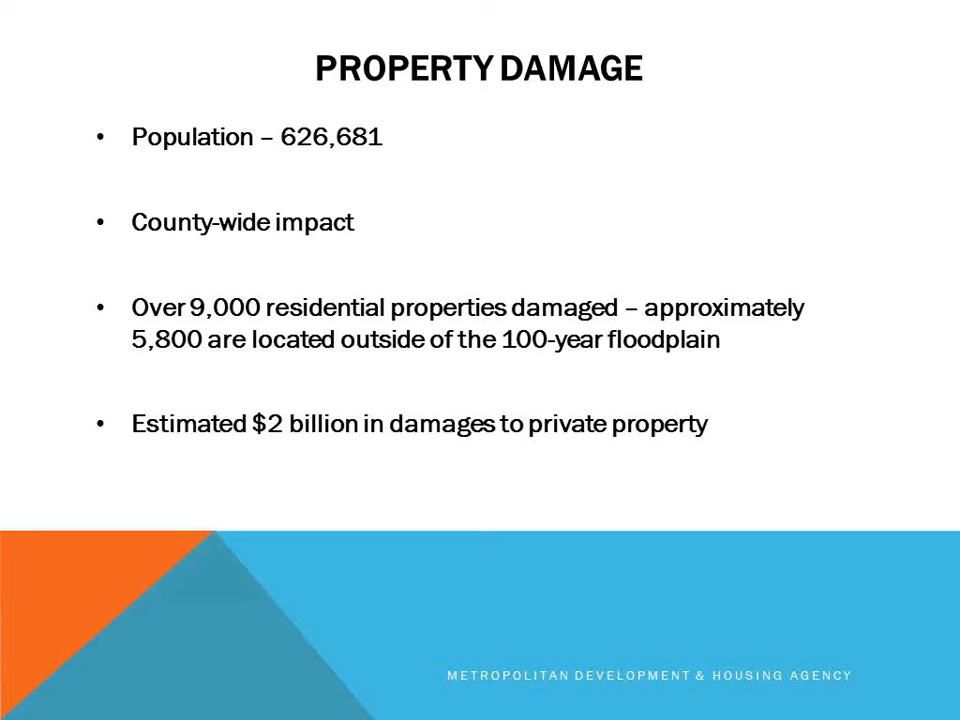 PROPERTY DAMAGE
• Population – 626,681
• County-wide impact
• Over 9,000 residential properties damaged – approximately
5,800 are located outside of the 100-year floodplain
• Estimated $2 billion in damages to private property
METROPOLITAN DEVELOPMENT & HOUSING AGENCY